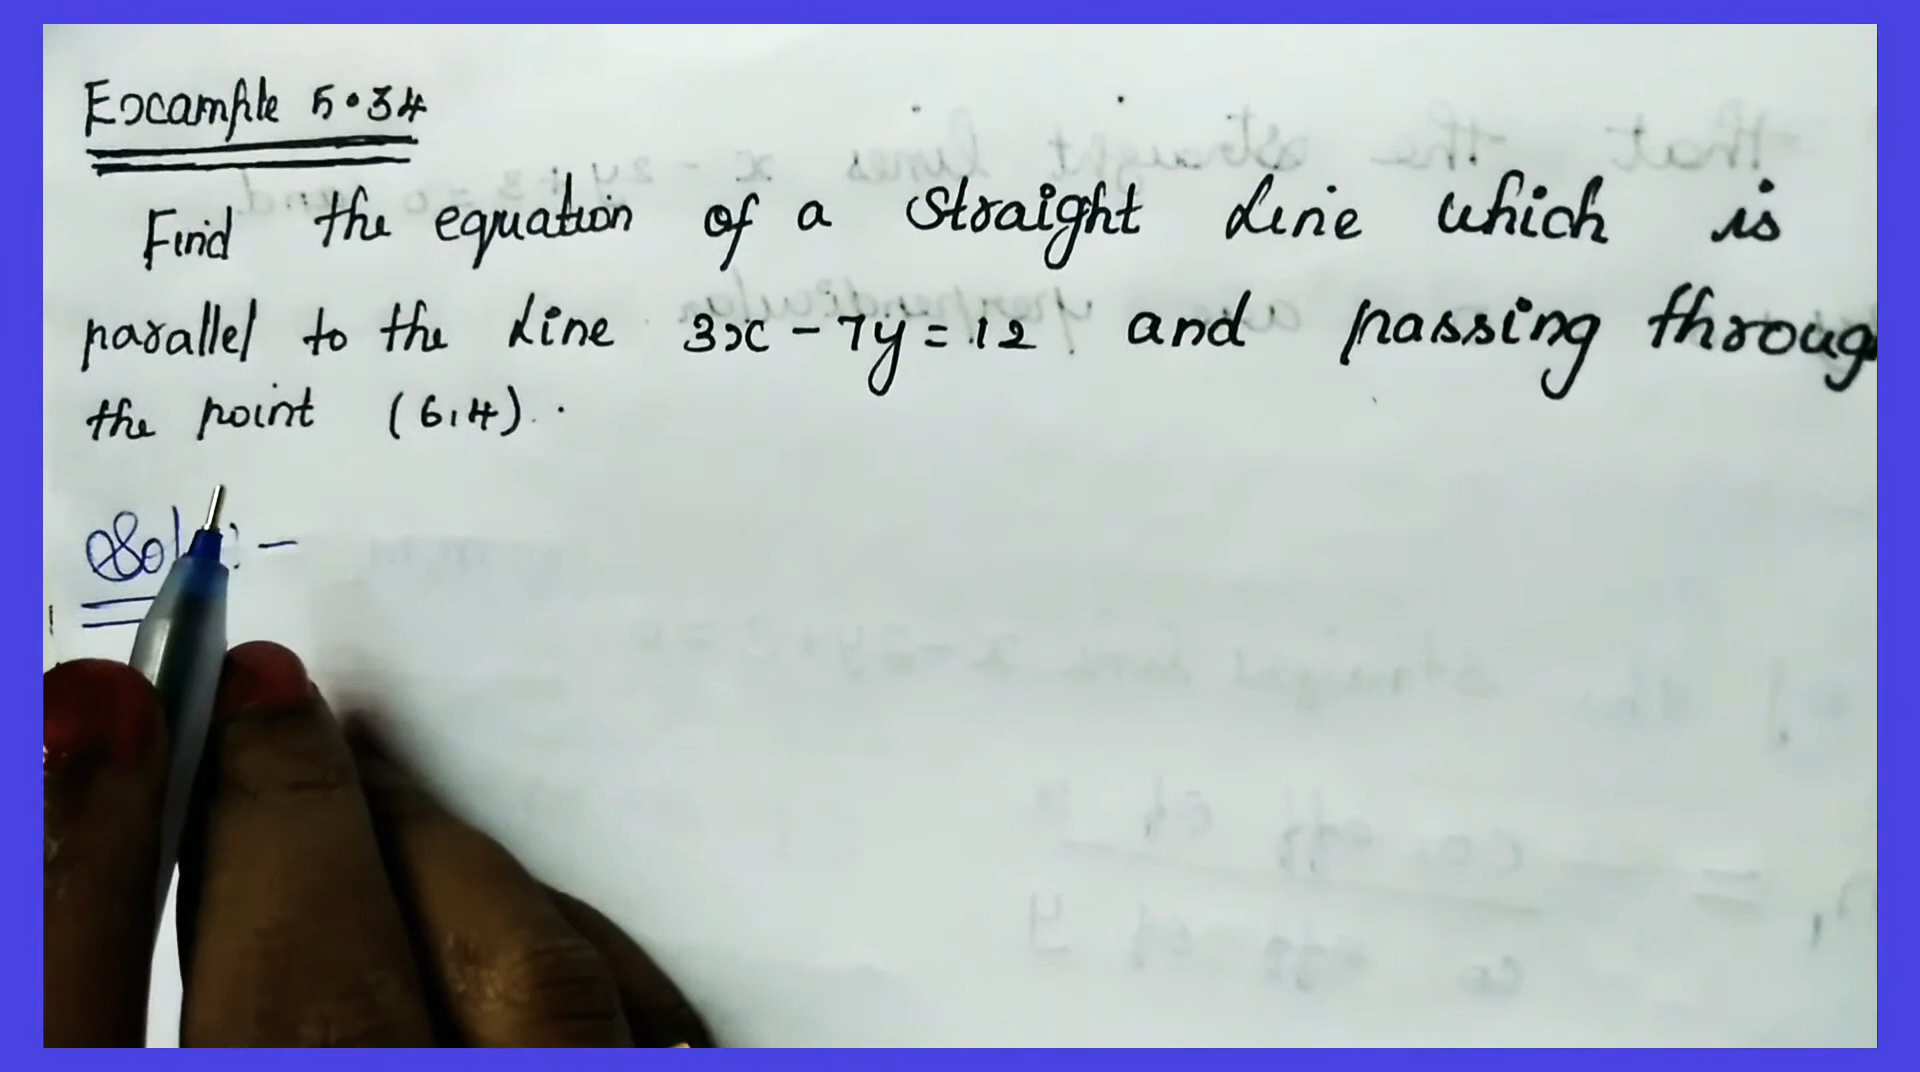 Example 5.34
Find the equation of a straight line which is
parallel to the line 3x - 7y = 12 and passing throug
the point (6,4).
Soln:-